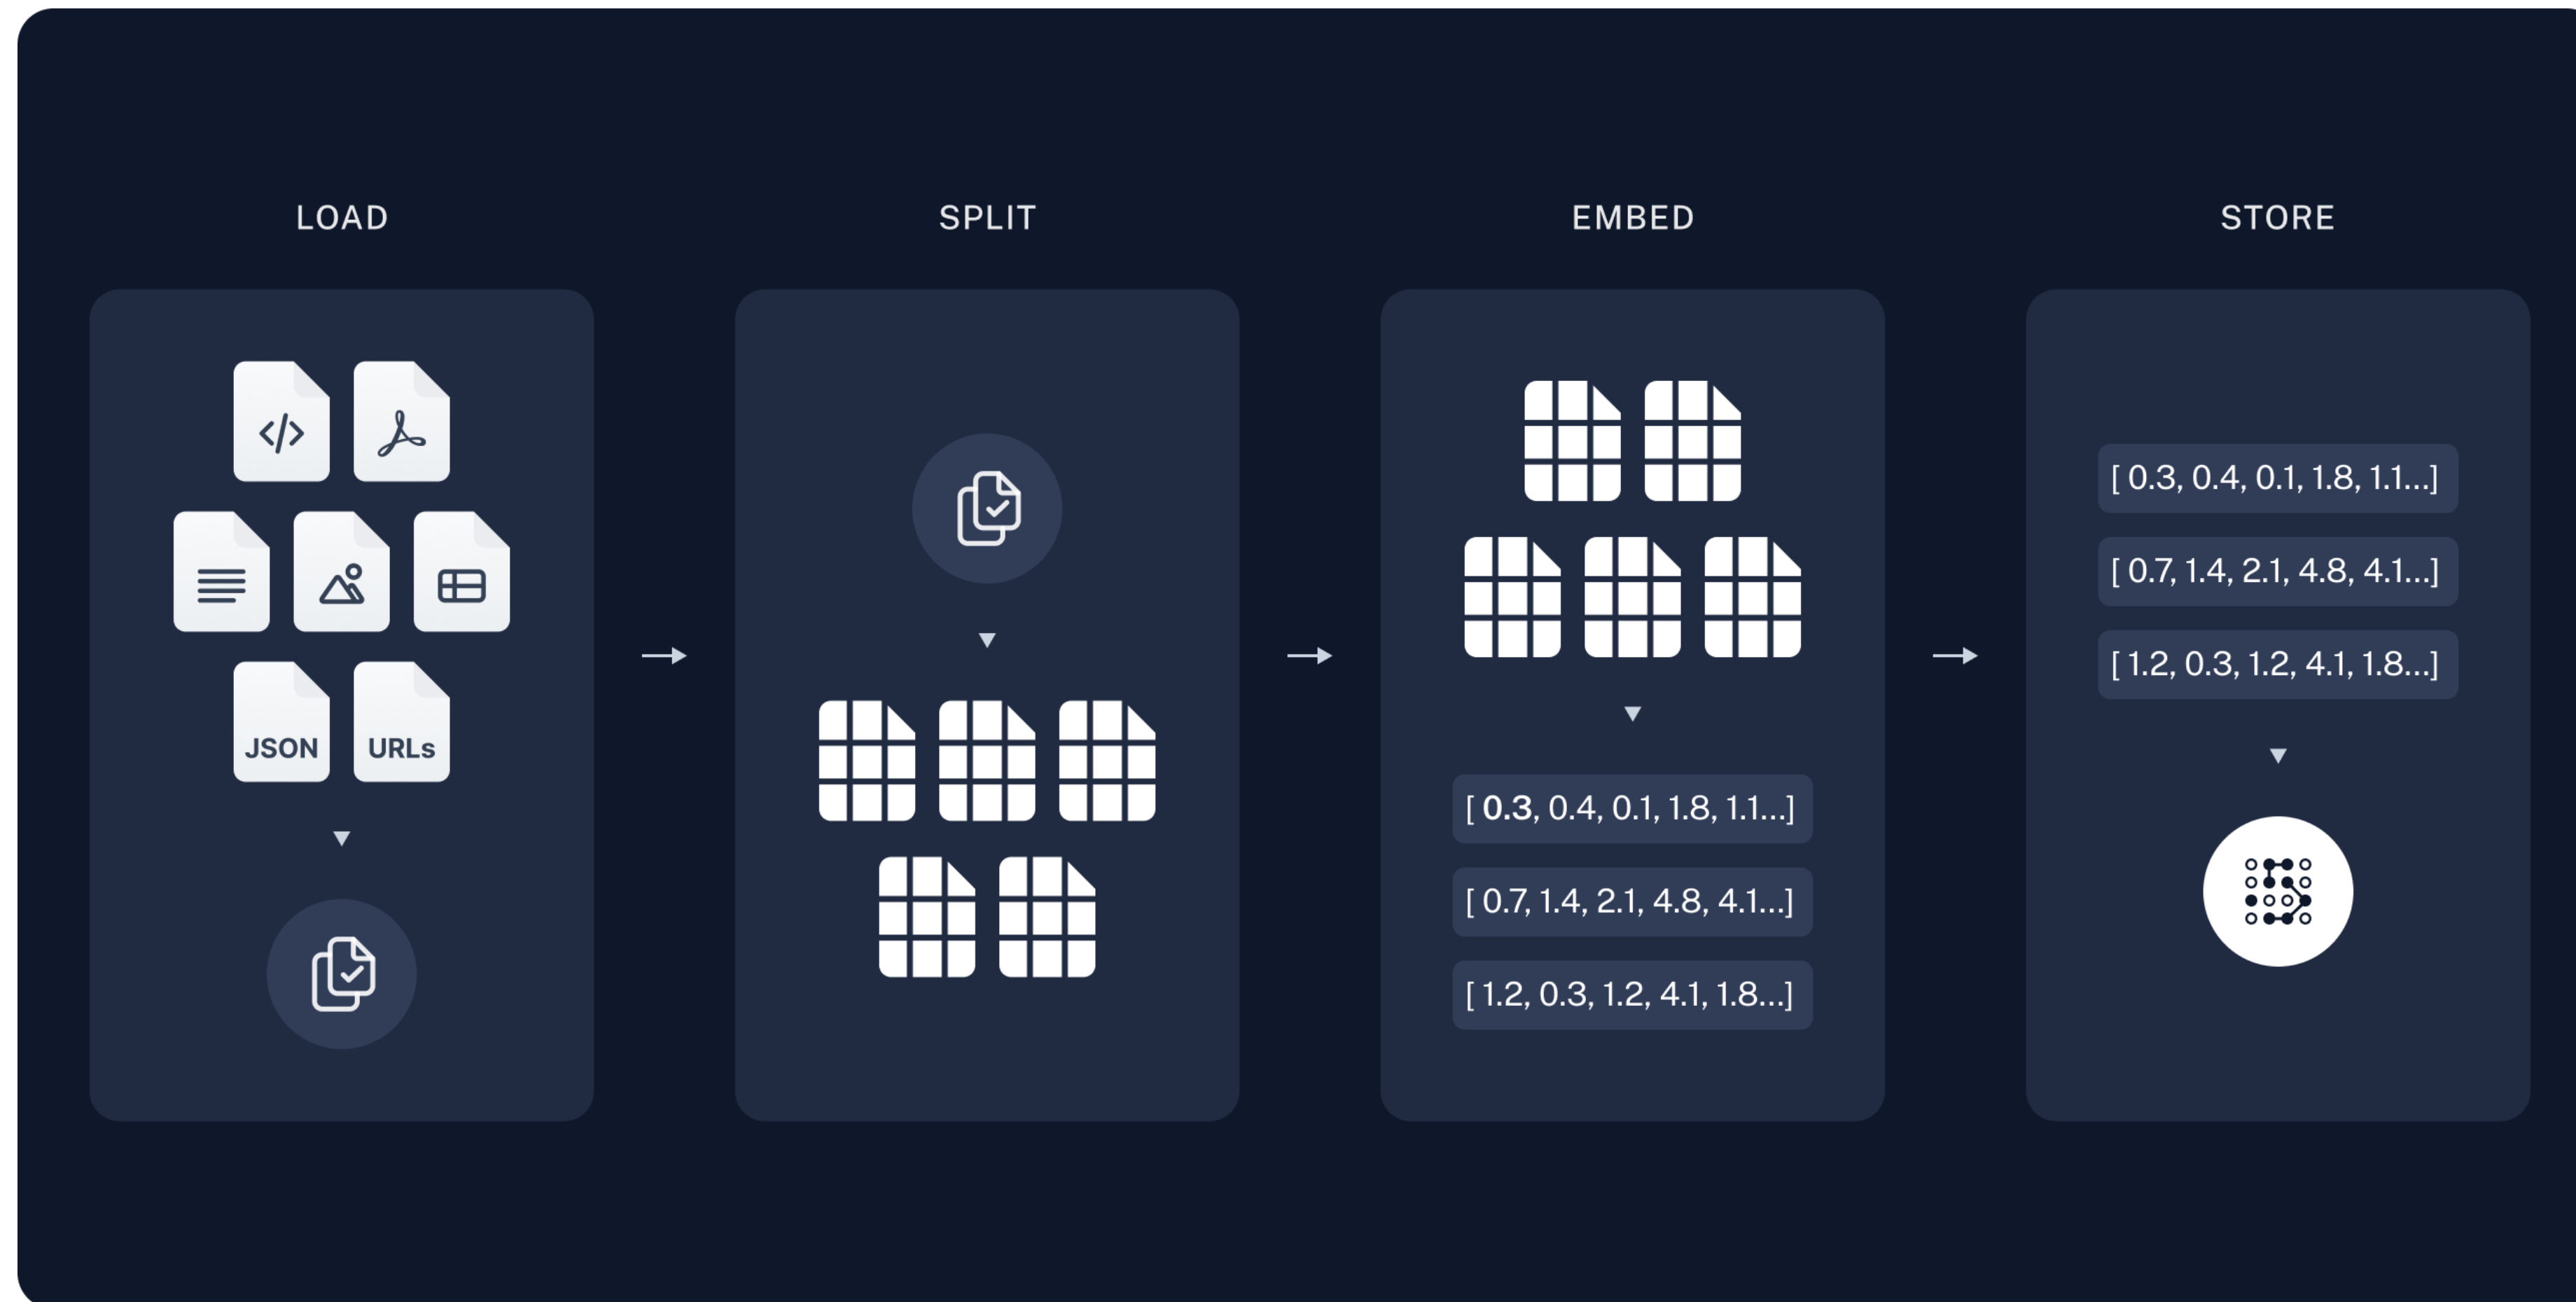 LOAD
JSON
URLs
SPLIT
EMBED
[ 0.3, 0.4, 0.1, 1.8, 1.1...]
[ 0.7, 1.4, 2.1, 4.8, 4.1...]
[ 1.2, 0.3, 1.2, 4.1, 1.8...]
STORE
[ 0.3, 0.4, 0.1, 1.8, 1.1...]
[ 0.7, 1.4, 2.1, 4.8, 4.1...]
[ 1.2, 0.3, 1.2, 4.1, 1.8...]